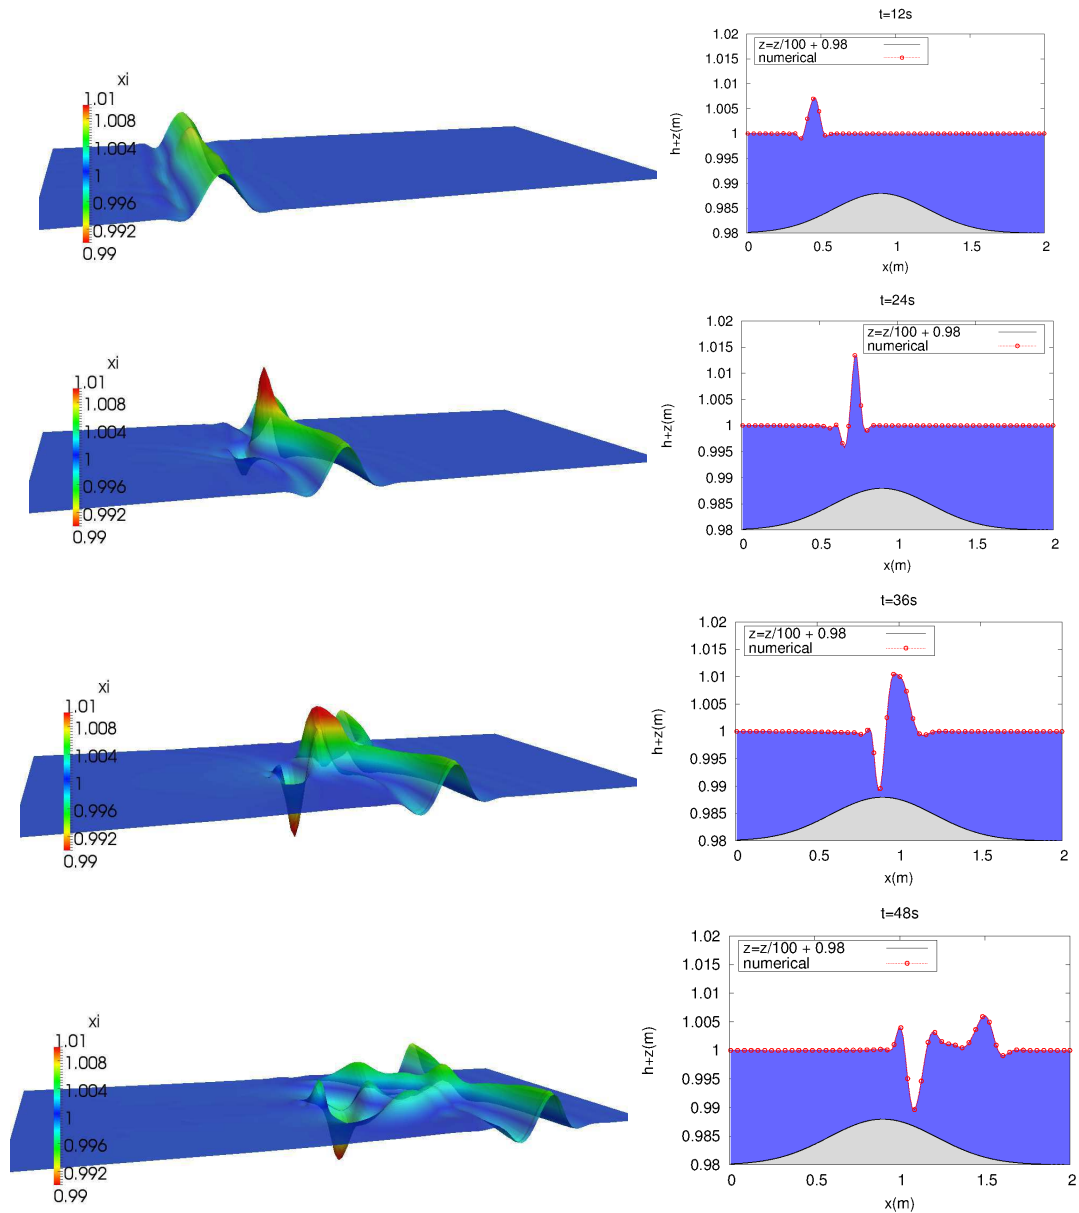 xi
1.01
1.008
1.004
1
0.996
0.992
0.99
t=12s
1.02
1.015
1.01
1.005
1
0.995
0.99
0.985
0.98
h+z(m)
z=z/100 + 0.98
numerical
0 0.5 1 1.5 2
x(m)
xi
1.01
1.008
1.004
1
0.996
0.992
0.99
t=24s
1.02
1.015
1.01
1.005
1
0.995
0.99
0.985
0.98
h+z(m)
z=z/100 + 0.98
numerical
0 0.5 1 1.5 2
x(m)
xi
1.01
1.008
1.004
1
0.996
0.992
0.99
t=36s
1.02
1.015
1.01
1.005
1
0.995
0.99
0.985
0.98
h+z(m)
z=z/100 + 0.98
numerical
0 0.5 1 1.5 2
x(m)
xi
1.01
1.008
1.004
1
0.996
0.992
0.99
t=48s
1.02
1.015
1.01
1.005
1
0.995
0.99
0.985
0.98
h+z(m)
z=z/100 + 0.98
numerical
0 0.5 1 1.5 2
x(m)